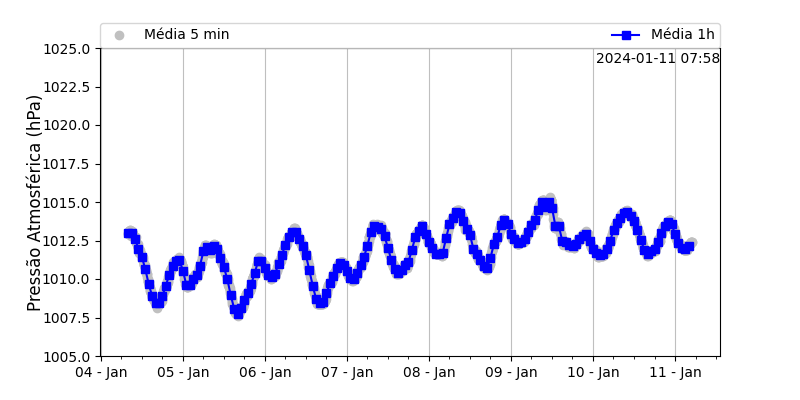 Média 5 min
Média 1h
2024-01-11 07:58
Pressão Atmosférica (hPa)
1025.0
1022.5
1020.0
1017.5
1015.0
1012.5
1010.0
1007.5
1005.0
04 - Jan
05 - Jan
06 - Jan
07 - Jan
08 - Jan
09 - Jan
10 - Jan
11 - Jan